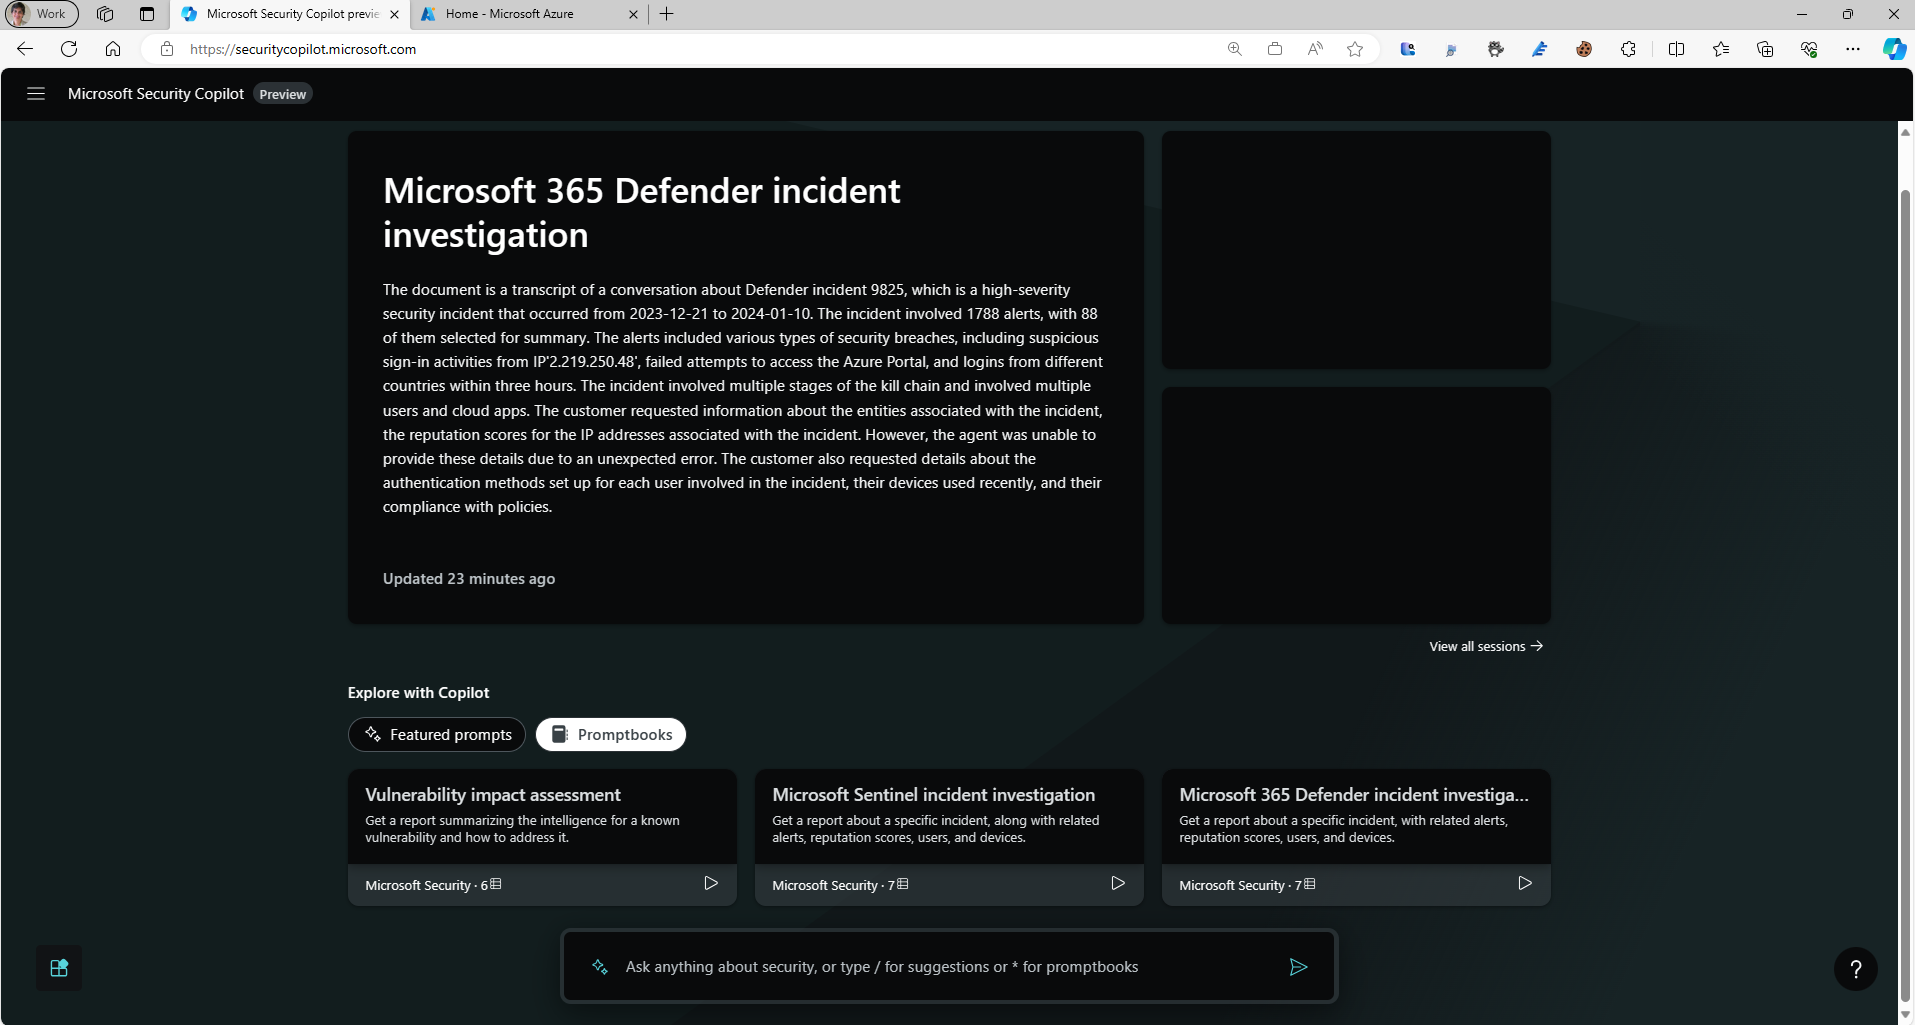 Work
Microsoft Security Copilot previe
Home - Microsoft Azure
https://securitycopilot.microsoft.com
Microsoft Security Copilot Preview
Microsoft 365 Defender incident
investigation
The document is a transcript of a conversation about Defender incident 9825, which is a high-severity
security incident that occurred from 2023-12-21 to 2024-01-10. The incident involved 1788 alerts, with 88
of them selected for summary. The alerts included various types of security breaches, including suspicious
sign-in activities from IP'2.219.250.48', failed attempts to access the Azure Portal, and logins from different
countries within three hours. The incident involved multiple stages of the kill chain and involved multiple
users and cloud apps. The customer requested information about the entities associated with the incident,
the reputation scores for the IP addresses associated with the incident. However, the agent was unable to
provide these details due to an unexpected error. The customer also requested details about the
authentication methods set up for each user involved in the incident, their devices used recently, and their
compliance with policies.
Updated 23 minutes ago
View all sessions →
Explore with Copilot
Featured prompts
Promptbooks
Vulnerability impact assessment
Get a report summarizing the intelligence for a known
vulnerability and how to address it.
Microsoft Security · 6
Microsoft Sentinel incident investigation
Get a report about a specific incident, along with related
alerts, reputation scores, users, and devices.
Microsoft Security · 7
Microsoft 365 Defender incident investiga...
Get a report about a specific incident, with related alerts,
reputation scores, users, and devices.
Microsoft Security · 7
Ask anything about security, or type / for suggestions or * for promptbooks
?